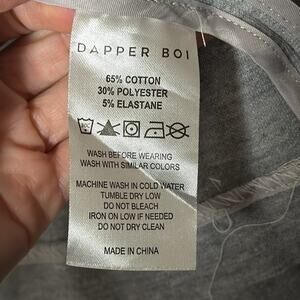 DAPPER BOI
65% COTTON
30% POLYESTER
5% ELASTANE
WASH BEFORE WEARING
WASH WITH SIMILAR COLORS
MACHINE WASH IN COLD WATER
TUMBLE DRY LOW
DO NOT BLEACH
IRON ON LOW IF NEEDED
DO NOT DRY CLEAN
MADE IN CHINA